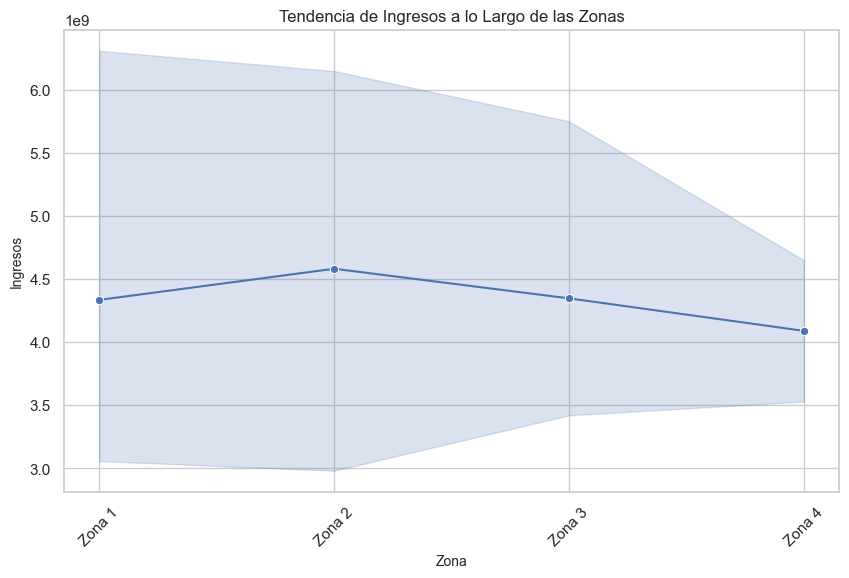 Tendencia de Ingresos a lo Largo de las Zonas
1e9
6.0
5.5
5.0
4.5
4.0
3.5
3.0
Ingresos
Zona 1
Zona 2
Zona 3
Zona 4
Zona